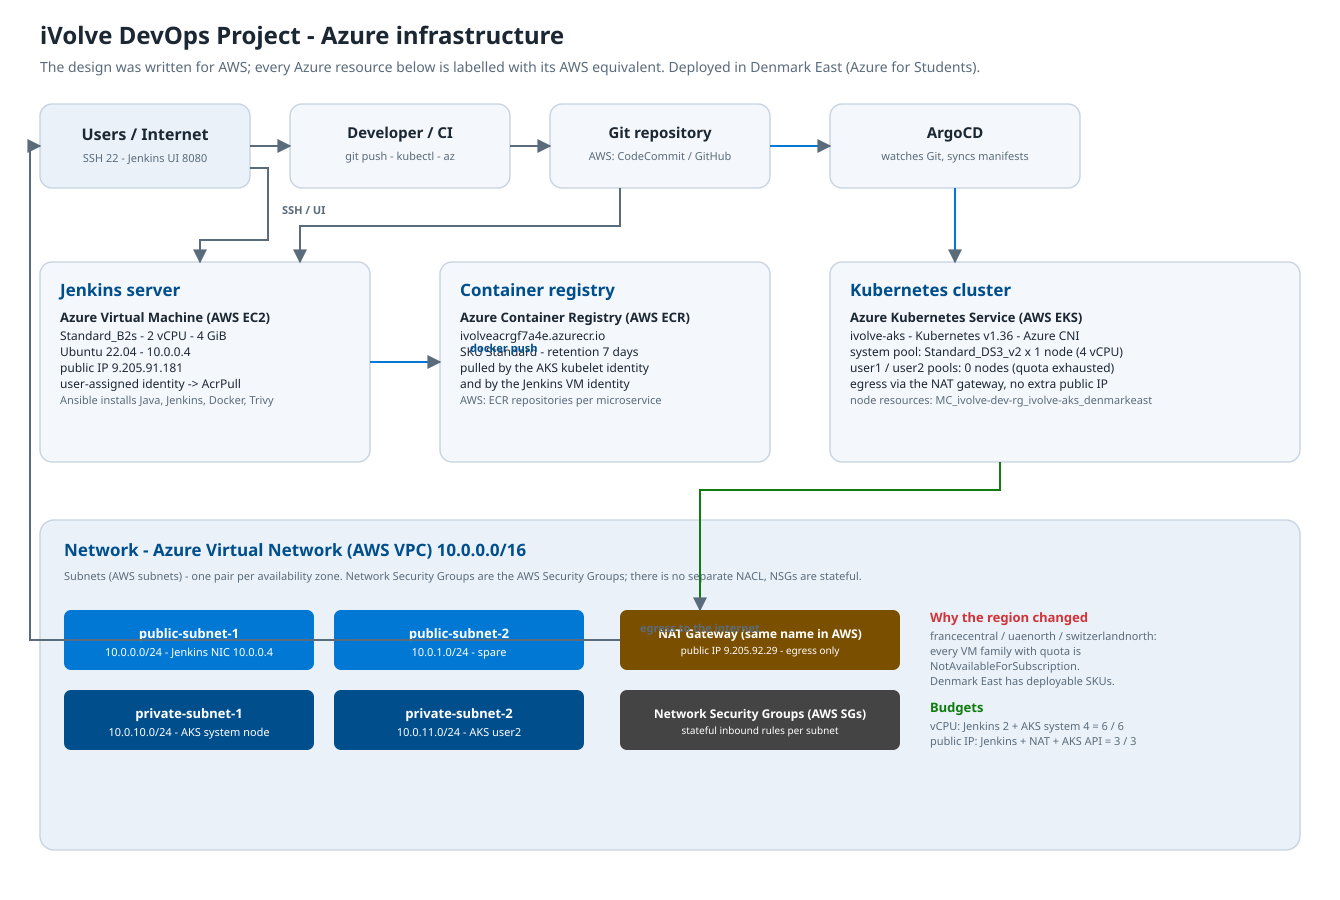 iVolve DevOps Project - Azure infrastructure
The design was written for AWS; every Azure resource below is labelled with its AWS equivalent. Deployed in Denmark East (Azure for Students).
Users / Internet
SSH 22 - Jenkins UI 8080
Developer / CI
git push - kubectl - az
Git repository
AWS: CodeCommit / GitHub
ArgoCD
watches Git, syncs manifests
SSH / UI
Jenkins server
Azure Virtual Machine (AWS EC2)
Standard_B2s - 2 vCPU - 4 GiB
Ubuntu 22.04 - 10.0.0.4
public IP 9.205.91.181
user-assigned identity -> AcrPull
Ansible installs Java, Jenkins, Docker, Trivy
docker push
Container registry
Azure Container Registry (AWS ECR)
ivolveacrgf7a4e.azurecr.io
SKU Standard - retention 7 days
pulled by the AKS kubelet identity
and by the Jenkins VM identity
AWS: ECR repositories per microservice
Kubernetes cluster
Azure Kubernetes Service (AWS EKS)
ivolve-aks - Kubernetes v1.36 - Azure CNI
system pool: Standard_DS3_v2 x 1 node (4 vCPU)
user1 / user2 pools: 0 nodes (quota exhausted)
egress via the NAT gateway, no extra public IP
node resources: MC_ivolve-dev-rg_ivolve-aks_denmarkeast
Network - Azure Virtual Network (AWS VPC) 10.0.0.0/16
Subnets (AWS subnets) - one pair per availability zone. Network Security Groups are the AWS Security Groups; there is no separate NACL, NSGs are stateful.
public-subnet-1
10.0.0.0/24 - Jenkins NIC 10.0.0.4
public-subnet-2
10.0.1.0/24 - spare
egress to the internet
NAT Gateway (same name in AWS)
public IP 9.205.92.29 - egress only
private-subnet-1
10.0.10.0/24 - AKS system node
private-subnet-2
10.0.11.0/24 - AKS user2
Network Security Groups (AWS SGs)
stateful inbound rules per subnet
Why the region changed
francecentral / uaenorth / switzerlandnorth:
every VM family with quota is
NotAvailableForSubscription.
Denmark East has deployable SKUs.
Budgets
vCPU: Jenkins 2 + AKS system 4 = 6 / 6
public IP: Jenkins + NAT + AKS API = 3 / 3